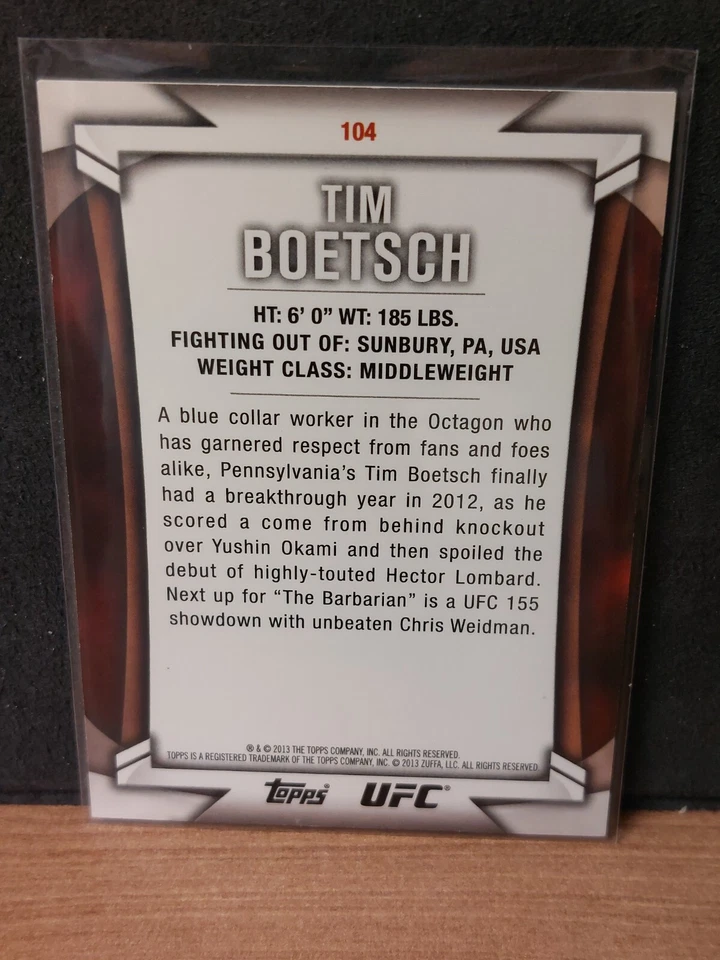 104
TIM
BOETSCH
HT: 6' 0" WT: 185 LBS.
FIGHTING OUT OF: SUNBURY, PA, USA
WEIGHT CLASS: MIDDLEWEIGHT
A blue collar worker in the Octagon who
has garnered respect from fans and foes
alike, Pennsylvania's Tim Boetsch finally
had a breakthrough year in 2012, as he
scored a come from behind knockout
over Yushin Okami and then spoiled the
debut of highly-touted Hector Lombard.
Next up for "The Barbarian" is a UFC 155
showdown with unbeaten Chris Weidman.
® & © 2013 THE TOPPS COMPANY, INC. ALL RIGHTS RESERVED.
TOPPS IS A REGISTERED TRADEMARK OF THE TOPPS COMPANY, INC. © 2013 ZUFFA, LLC. ALL RIGHTS RESERVED.
Topps® UFC®